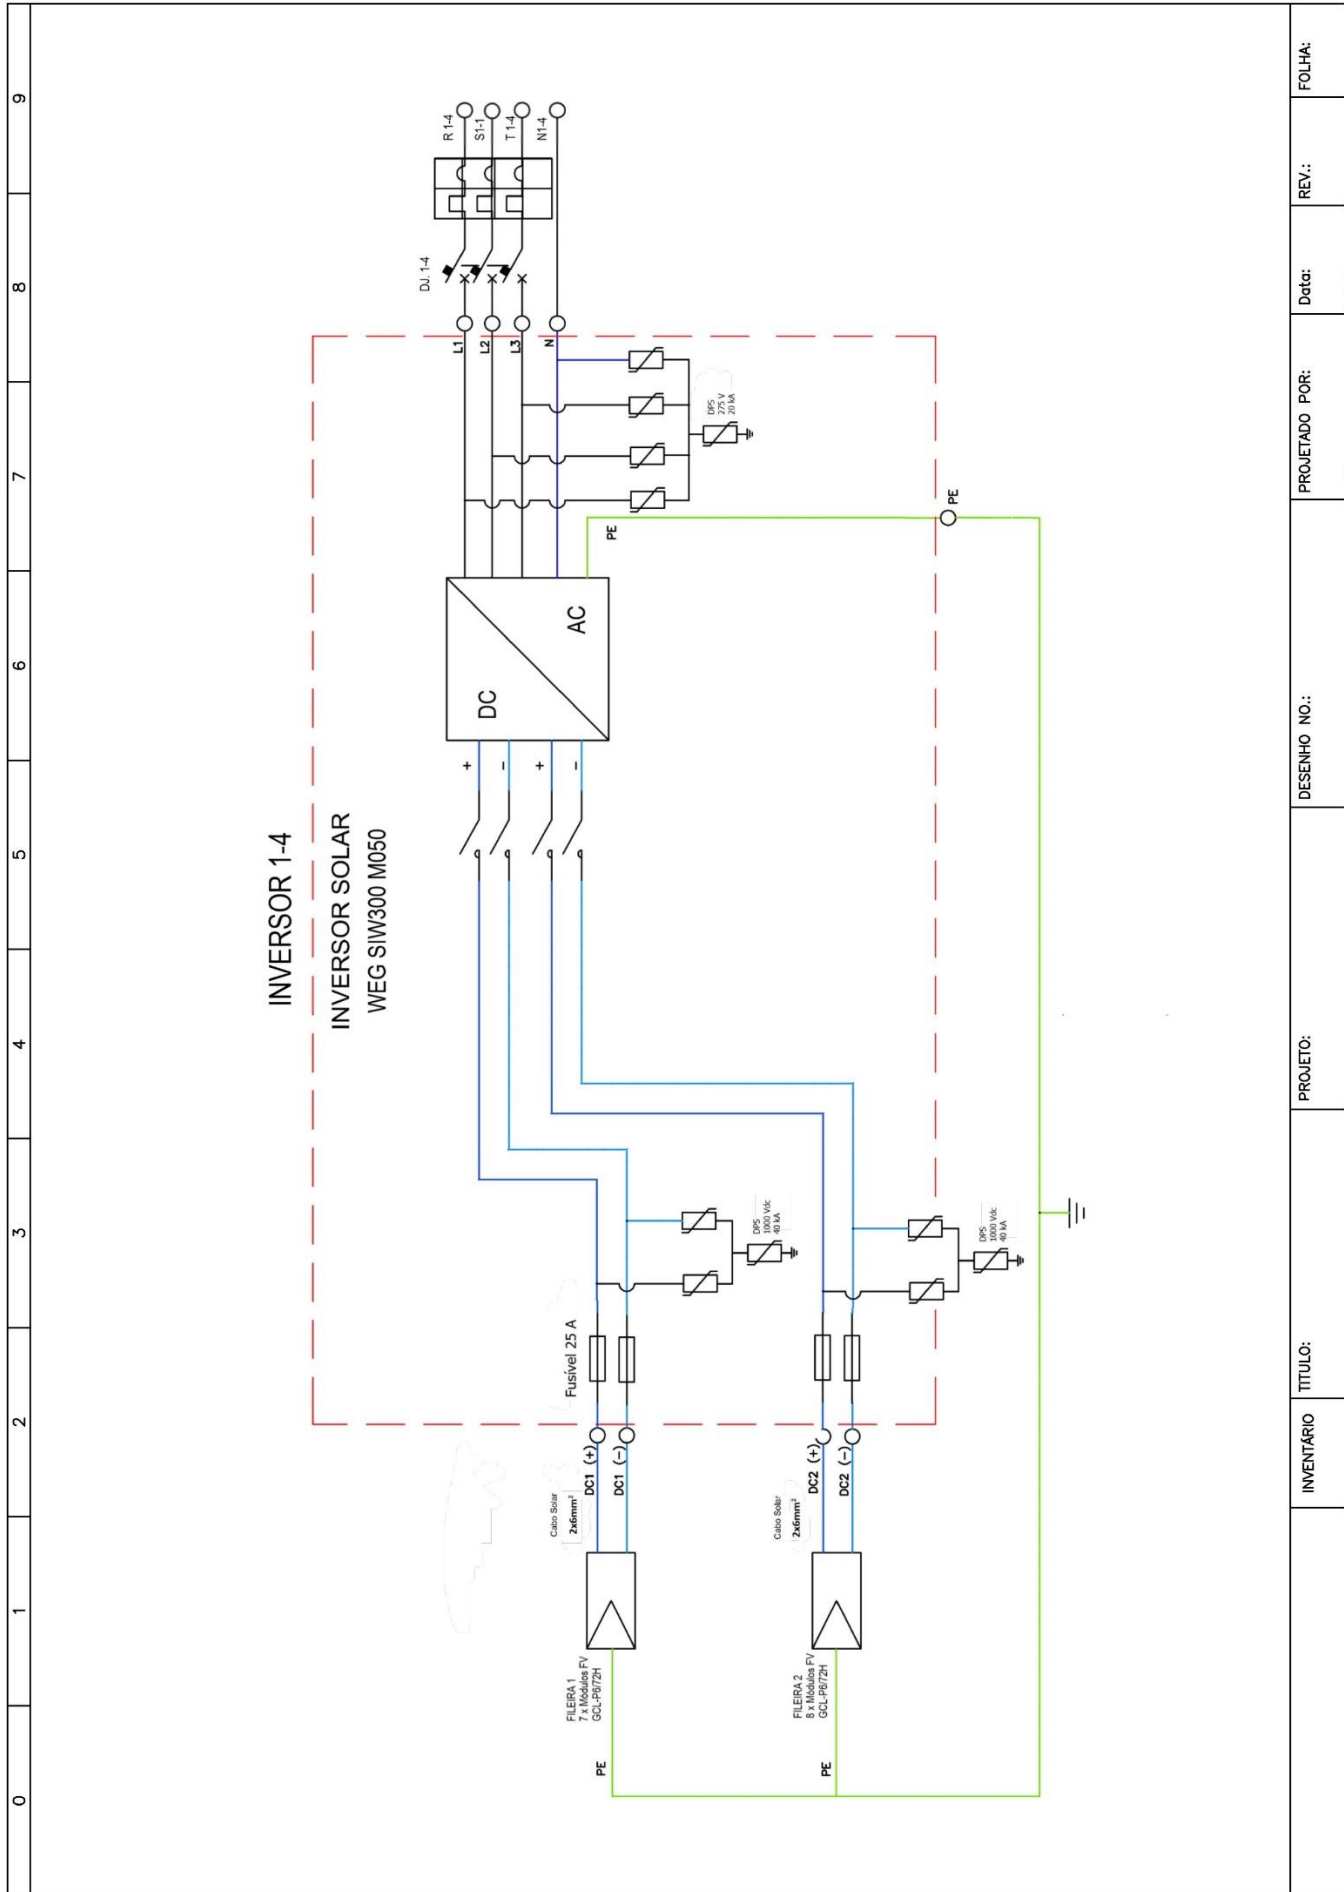 0
1
2
3
4
5
6
7
8
9
INVERSOR 1-4
INVERSOR SOLAR
WEG SIW300 M050
DC
AC
+
-
+
-
DJ. 1-4
R 1-4
S1-1
T 1-4
N1-4
L1
L2
L3
N
DPS
275 V
20 kA
PE
PE
Fusível 25 A
DPS
1000 Vdc
40 kA
DPS
1000 Vdc
40 kA
Cabo Solar
2x6mm²
DC1 (+)
DC1 (-)
Cabo Solar
2x6mm²
DC2 (+)
DC2 (-)
FILEIRA 1
7 x Módulos FV
GCL-P6/72H
FILEIRA 2
8 x Módulos FV
GCL-P6/72H
PE
PE
INVENTÁRIO
TITULO:
PROJETO:
DESENHO NO.:
PROJETADO POR:
Data:
REV.:
FOLHA: